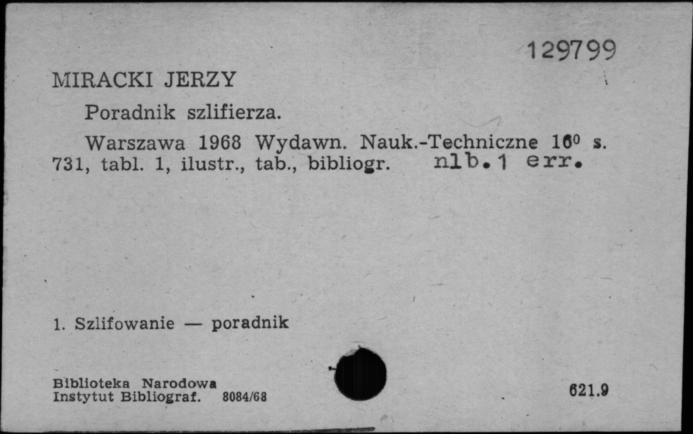 129799
MIRACKI JERZY
Poradnik szlifierza.
Warszawa 1968 Wydawn. Nauk.-Techniczne 16⁰ s.
731, tabl. 1, ilustr., tab., bibliogr. nlb.1 err.
1. Szlifowanie — poradnik
Biblioteka Narodowa
Instytut Bibliograf. 8084/68
621.9